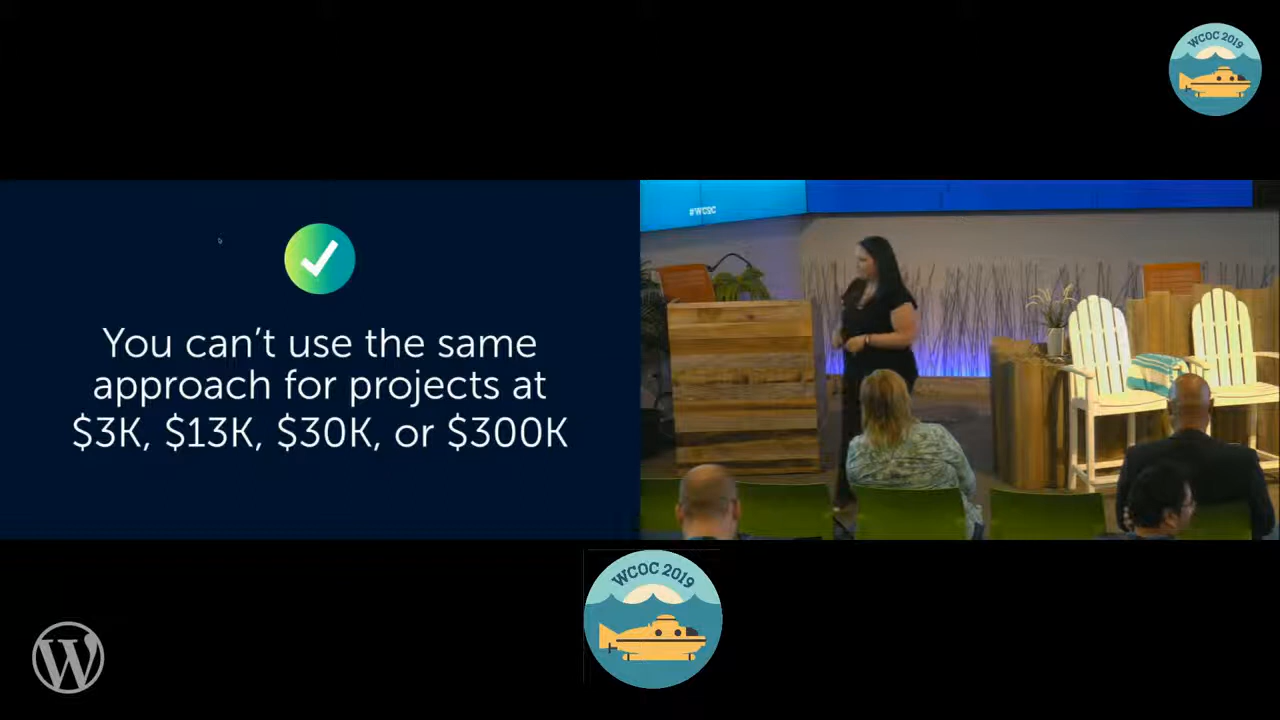 WCOC 2019
#WCOC
You can't use the same
approach for projects at
$3K, $13K, $30K, or $300K
WCOC 2019